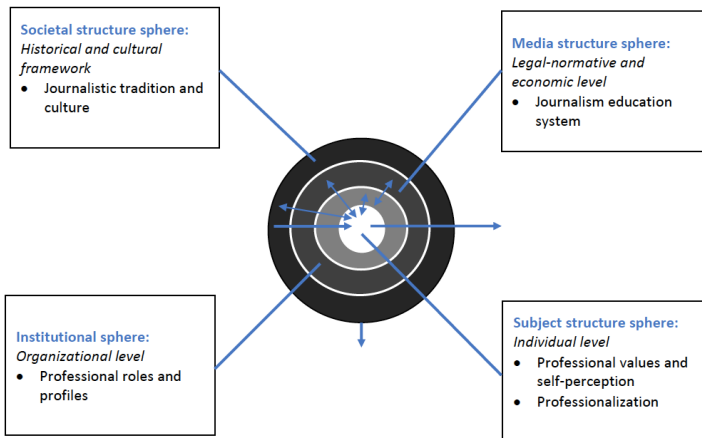 Societal structure sphere:
Historical and cultural
framework
● Journalistic tradition and
culture
Media structure sphere:
Legal-normative and
economic level
● Journalism education
system
Institutional sphere:
Organizational level
● Professional roles and
profiles
Subject structure sphere:
Individual level
● Professional values and
self-perception
● Professionalization